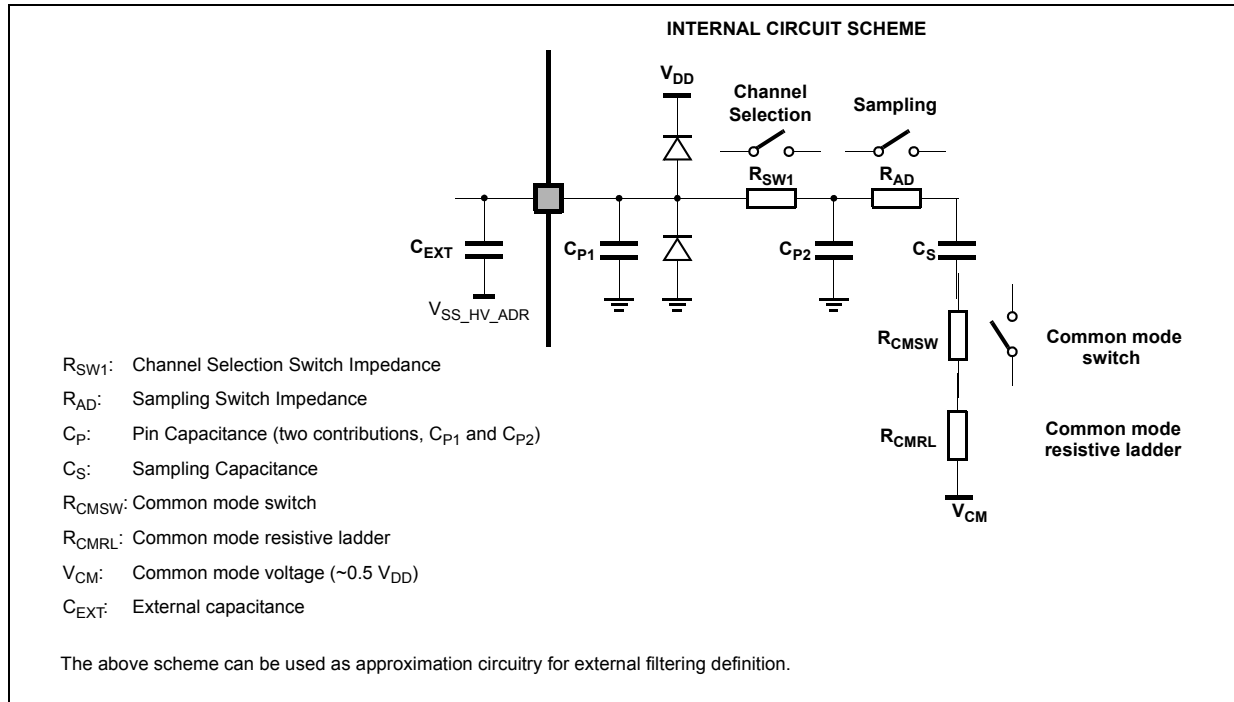 INTERNAL CIRCUIT SCHEME
VDD
Channel
Selection
Sampling
RSW1
RAD
CEXT
CP1
CP2
CS
VSS_HV_ADR
RCMSW
Common mode
switch
RCMRL
Common mode
resistive ladder
VCM
RSW1: Channel Selection Switch Impedance
RAD: Sampling Switch Impedance
CP: Pin Capacitance (two contributions, CP1 and CP2)
CS: Sampling Capacitance
RCMSW: Common mode switch
RCMRL: Common mode resistive ladder
VCM: Common mode voltage (~0.5 VDD)
CEXT: External capacitance
The above scheme can be used as approximation circuitry for external filtering definition.